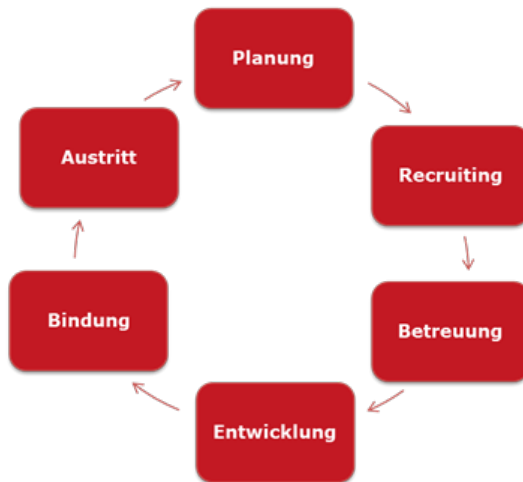 Planung
Recruiting
Betreuung
Entwicklung
Bindung
Austritt